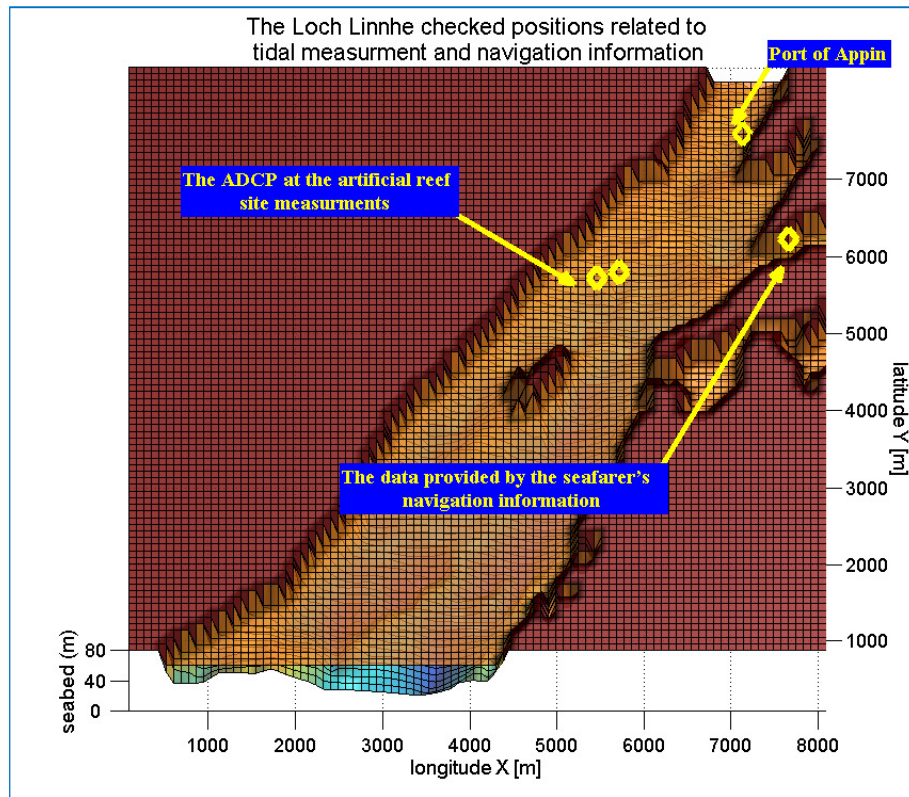 The Loch Linnhe checked positions related to
tidal measurment and navigation information
Port of Appin
The ADCP at the artificial reef
site measurments
The data provided by the seafarer's
navigation information
7000
6000
5000
4000
3000
2000
1000
latitude Y [m]
80
40
0
seabed (m)
1000
2000
3000
4000
5000
6000
7000
8000
longitude X [m]